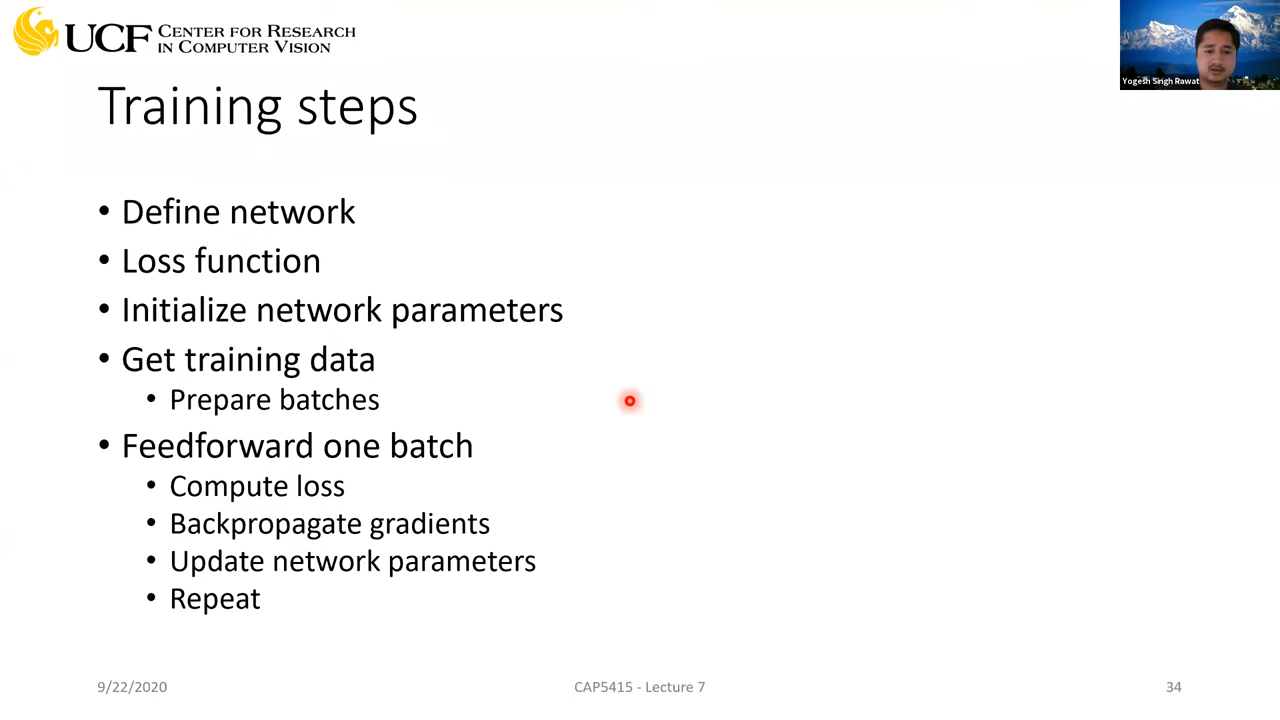 UCF CENTER FOR RESEARCH
IN COMPUTER VISION
Yogesh Singh Rawat
Training steps
• Define network
• Loss function
• Initialize network parameters
• Get training data
• Prepare batches
• Feedforward one batch
• Compute loss
• Backpropagate gradients
• Update network parameters
• Repeat
9/22/2020
CAP5415 - Lecture 7
34